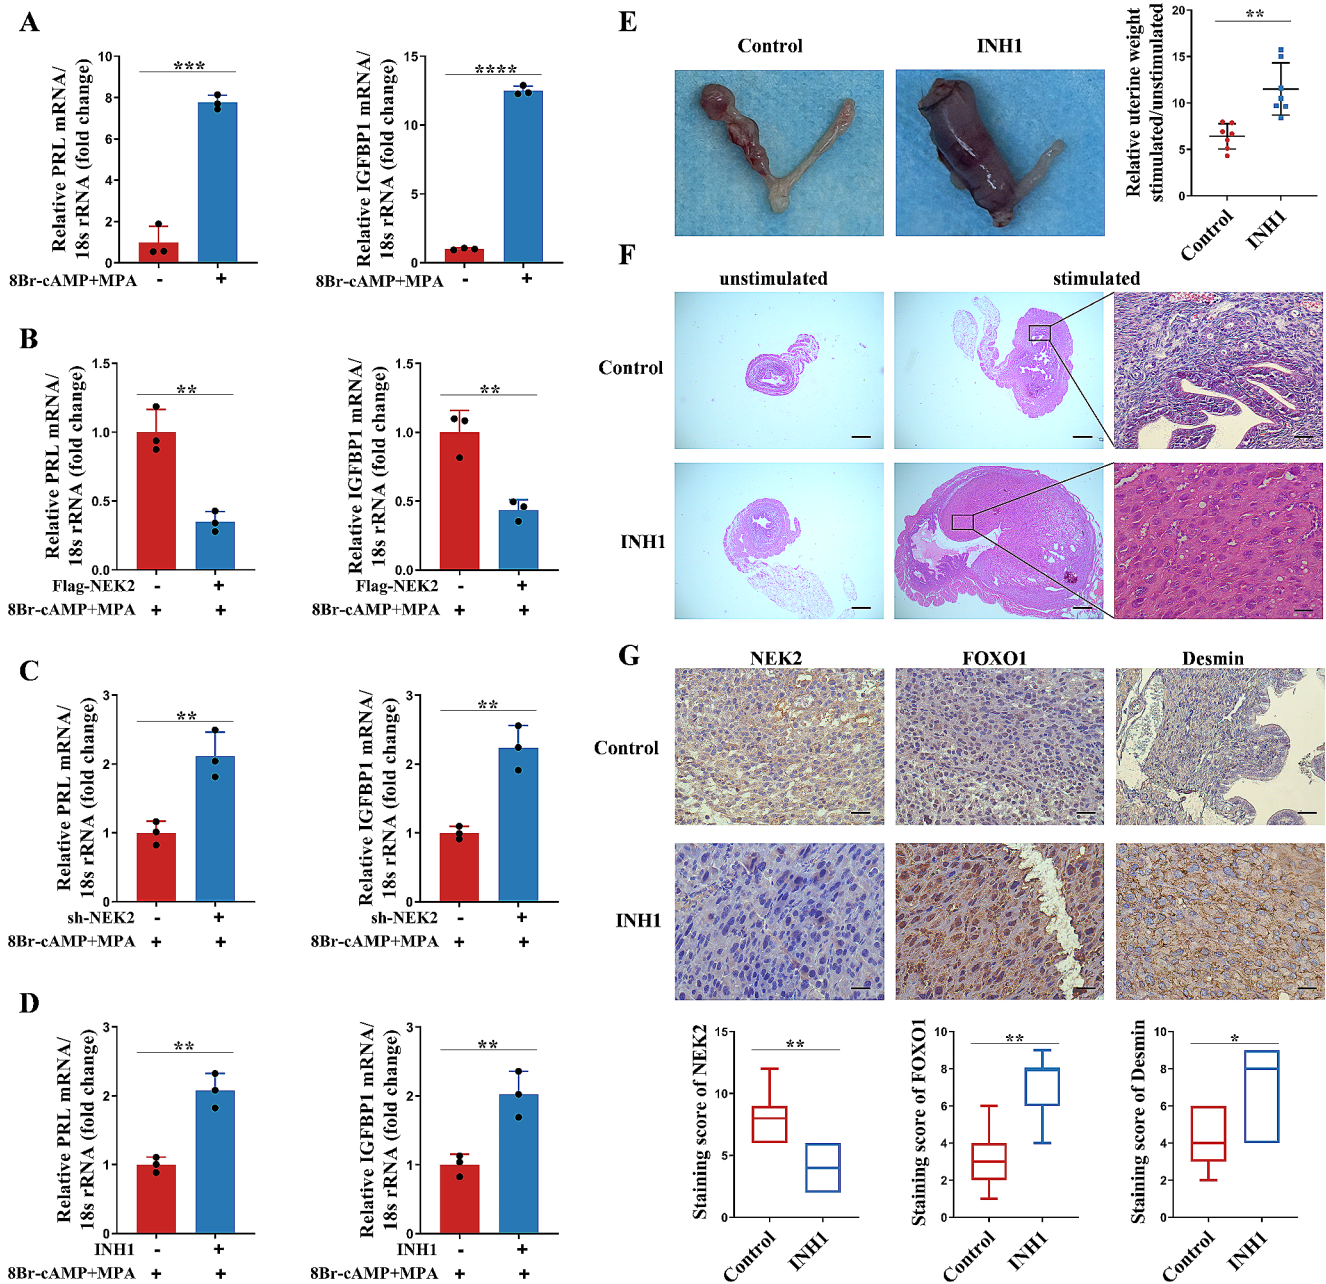 A
Relative PRL mRNA/
18s rRNA (fold change)
10
8
6
4
2
0
***
8Br-cAMP+MPA - +
Relative IGFBP1 mRNA/
18s rRNA (fold change)
15
10
5
0
****
8Br-cAMP+MPA - +
B
Relative PRL mRNA/
18s rRNA (fold change)
1.5
1.0
0.5
0.0
**
Flag-NEK2 - +
8Br-cAMP+MPA + +
Relative IGFBP1 mRNA/
18s rRNA (fold change)
1.5
1.0
0.5
0.0
**
Flag-NEK2 - +
8Br-cAMP+MPA + +
C
Relative PRL mRNA/
18s rRNA (fold change)
3
2
1
0
**
sh-NEK2 - +
8Br-cAMP+MPA + +
Relative IGFBP1 mRNA/
18s rRNA (fold change)
3
2
1
0
**
sh-NEK2 - +
8Br-cAMP+MPA + +
D
Relative PRL mRNA/
18s rRNA (fold change)
3
2
1
0
**
INH1 - +
8Br-cAMP+MPA + +
Relative IGFBP1 mRNA/
18s rRNA (fold change)
3
2
1
0
**
INH1 - +
8Br-cAMP+MPA + +
E
Control INH1
Relative uterine weight
stimulated/unstimulated
20
15
10
5
0
**
Control INH1
F
unstimulated stimulated
Control
INH1
G
NEK2 FOXO1 Desmin
Control
INH1
Staining score of NEK2
15
10
5
0
**
Control INH1
Staining score of FOXO1
10
8
6
4
2
0
**
Control INH1
Staining score of Desmin
10
8
6
4
2
0
*
Control INH1